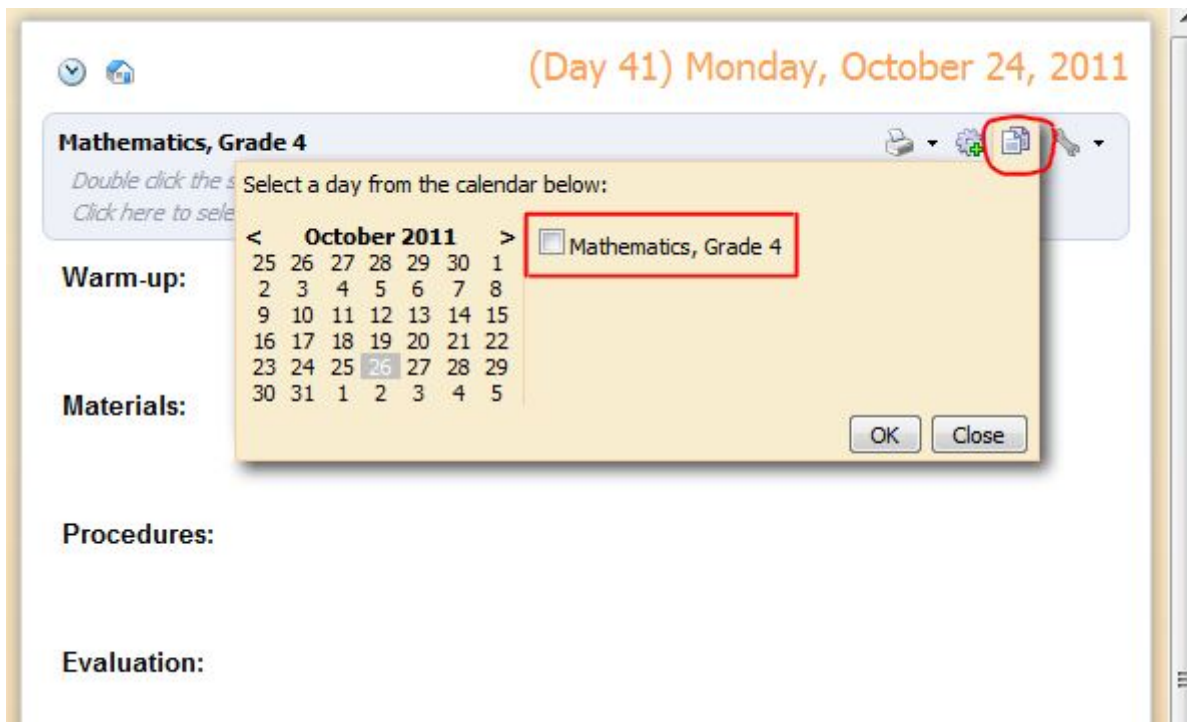 (Day 41) Monday, October 24, 2011
Mathematics, Grade 4
Double click the s
Click here to sele
Select a day from the calendar below:
< October 2011 >
25 26 27 28 29 30 1
2 3 4 5 6 7 8
9 10 11 12 13 14 15
16 17 18 19 20 21 22
23 24 25 26 27 28 29
30 31 1 2 3 4 5
Mathematics, Grade 4
OK Close
Warm-up:
Materials:
Procedures:
Evaluation: